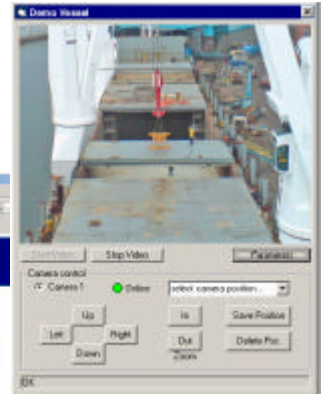 Demo Vessel
Start Video Stop Video Parameters
Camera control
Camera 1 Online select camera position...
Up In Save Position
Left Right
Out Delete Pos.
Down Zoom
OK